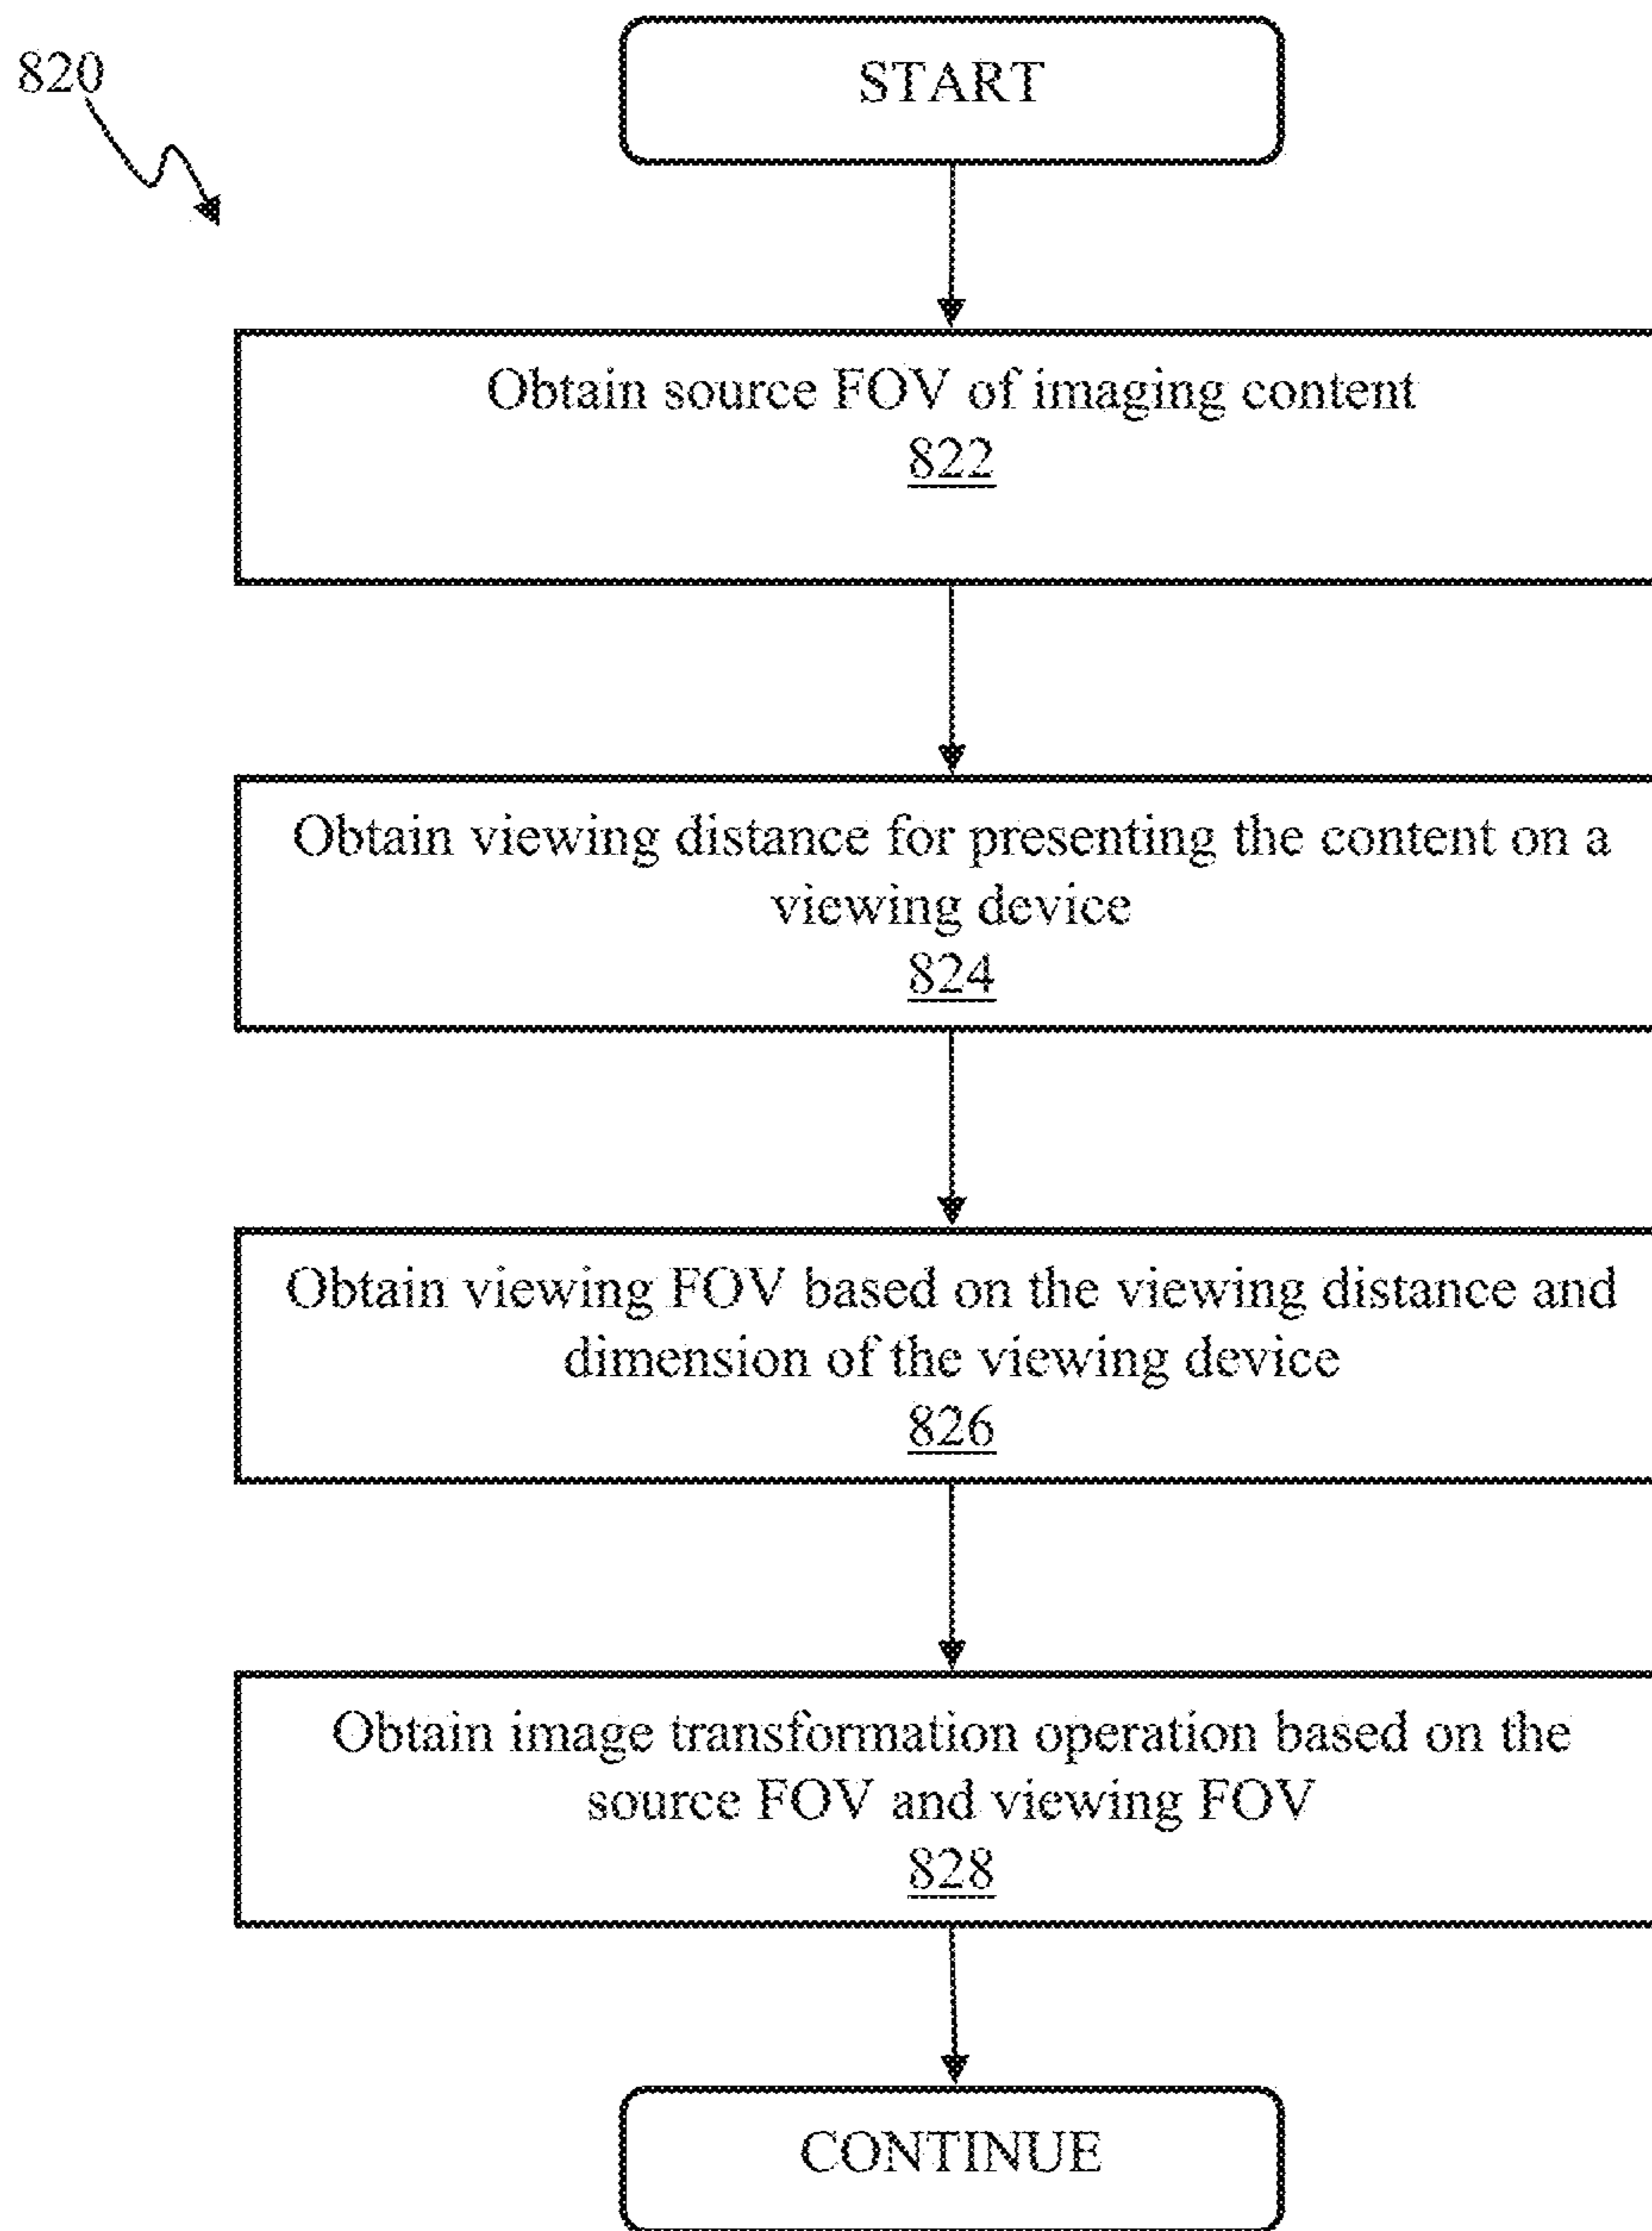 820
START
Obtain source FOV of imaging content
822
Obtain viewing distance for presenting the content on a
viewing device
824
Obtain viewing FOV based on the viewing distance and
dimension of the viewing device
826
Obtain image transformation operation based on the
source FOV and viewing FOV
828
CONTINUE